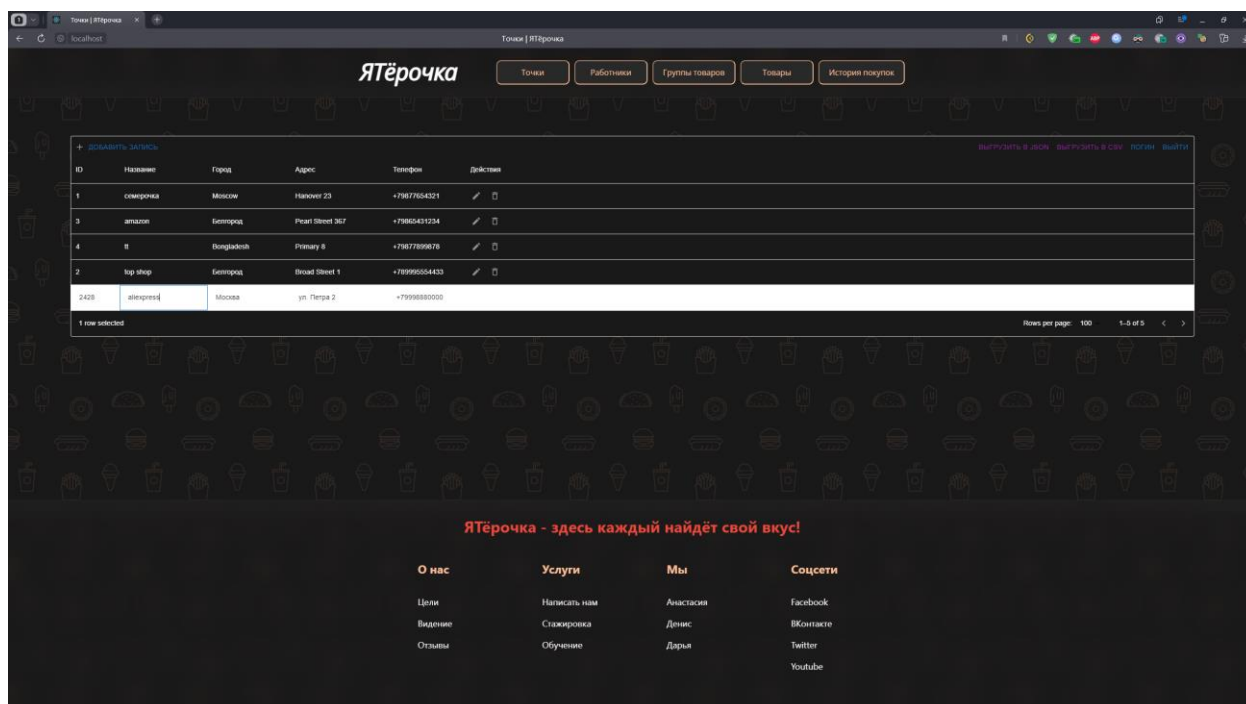 Точки | ЯТёрочка
localhost Точки | ЯТёрочка
ЯТёрочка Точки Работники Группы товаров Товары История покупок
+ ДОБАВИТЬ ЗАПИСЬ ВЫГРУЗИТЬ В JSON ВЫГРУЗИТЬ В CSV ЛОГИН ВЫЙТИ
ID Название Город Адрес Телефон Действия
1 семерочка Moscow Hanover 23 +79877654321
3 amazon Белгород Pearl Street 367 +79865431234
4 tt Bongladesh Primary 8 +79877899878
2 top shop Белгород Broad Street 1 +789995554433
2428 aliexpress Москва ул. Петра 2 +79998880000
1 row selected Rows per page: 100 1–5 of 5
ЯТёрочка - здесь каждый найдёт свой вкус!
О нас Услуги Мы Соцсети
Цели Написать нам Анастасия Facebook
Видение Стажировка Денис ВКонтакте
Отзывы Обучение Дарья Twitter
Youtube